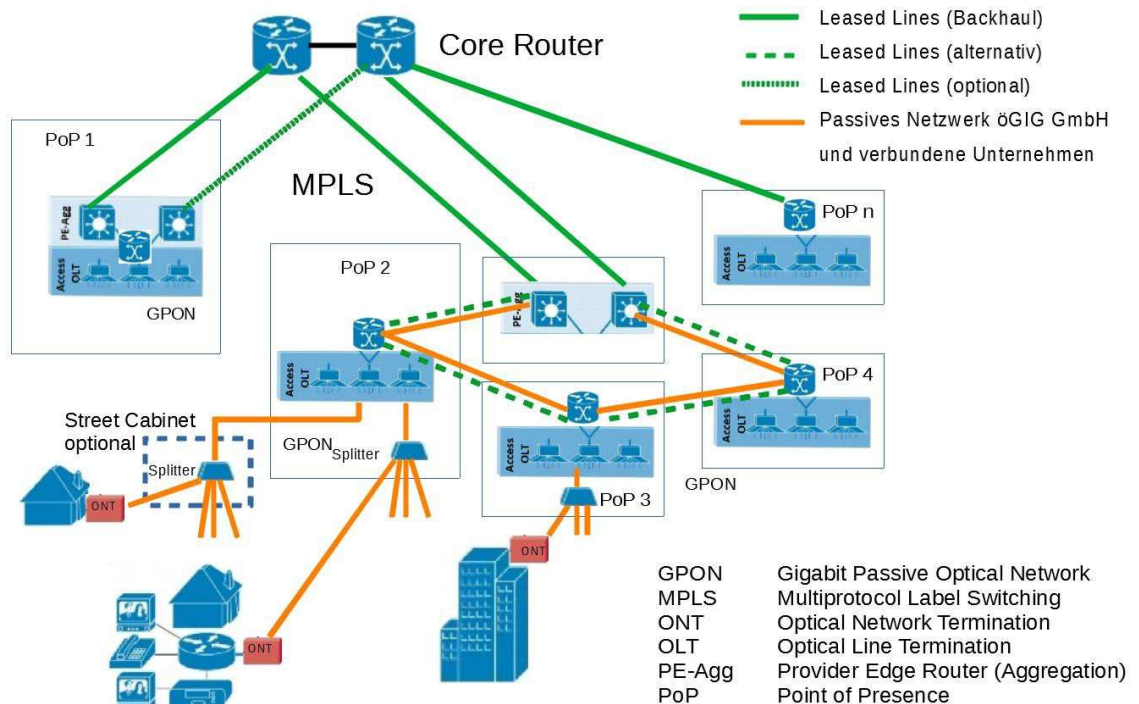 Core Router
Leased Lines (Backhaul)
Leased Lines (alternativ)
Leased Lines (optional)
Passives Netzwerk öGIG GmbH
und verbundene Unternehmen
PoP 1
PE-Agg
Access
OLT
GPON
MPLS
PoP n
Access
OLT
PoP 2
Access
OLT
GPON
Splitter
PE-Agg
PoP 4
Access
OLT
GPON
Access
OLT
PoP 3
Street Cabinet
optional
Splitter
ONT
ONT
ONT
GPON Gigabit Passive Optical Network
MPLS Multiprotocol Label Switching
ONT Optical Network Termination
OLT Optical Line Termination
PE-Agg Provider Edge Router (Aggregation)
PoP Point of Presence